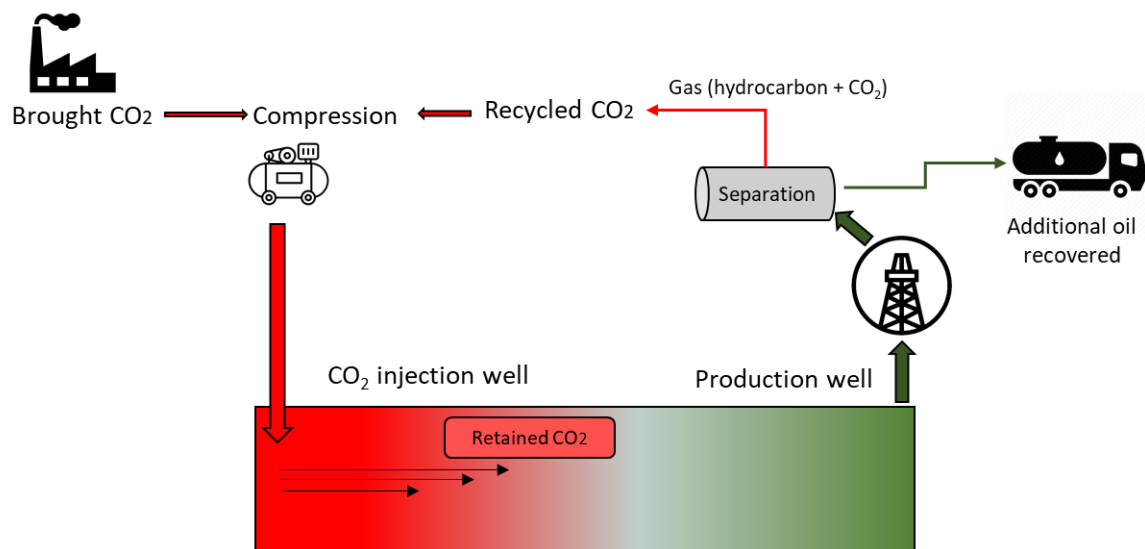 Gas (hydrocarbon + CO₂)
Brought CO2
Compression
Recycled CO2
Separation
Additional oil
recovered
CO₂ injection well
Production well
Retained CO2